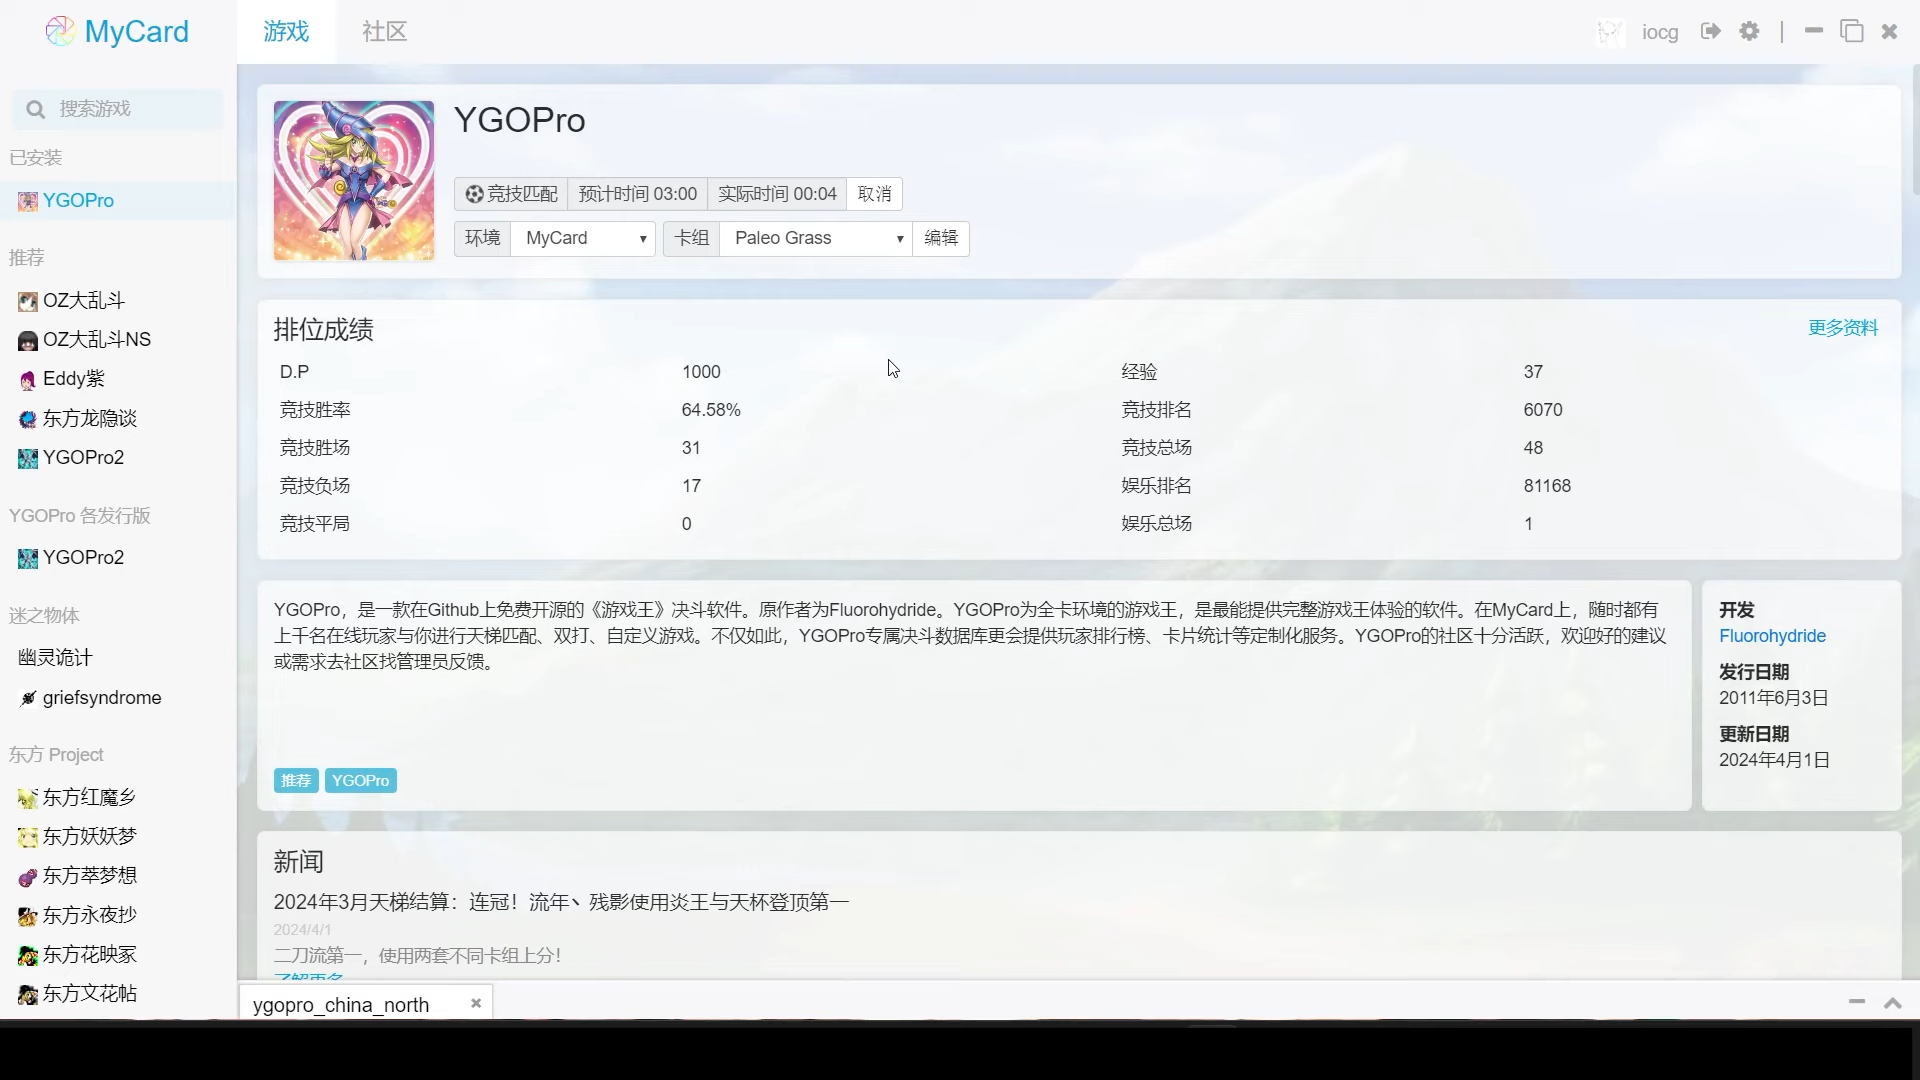 MyCard
游戏
社区
iocg
搜索游戏
已安装
YGOPro
推荐
OZ大乱斗
OZ大乱斗NS
Eddy紫
东方龙隐谈
YGOPro2
YGOPro 各发行版
YGOPro2
迷之物体
幽灵诡计
griefsyndrome
东方 Project
东方红魔乡
东方妖妖梦
东方萃梦想
东方永夜抄
东方花映冢
东方文花帖
YGOPro
竞技匹配 预计时间 03:00 实际时间 00:04 取消
环境 MyCard 卡组 Paleo Grass 编辑
排位成绩
更多资料
D.P 1000 经验 37
竞技胜率 64.58% 竞技排名 6070
竞技胜场 31 竞技总场 48
竞技负场 17 娱乐排名 81168
竞技平局 0 娱乐总场 1
YGOPro，是一款在Github上免费开源的《游戏王》决斗软件。原作者为Fluorohydride。YGOPro为全卡环境的游戏王，是最能提供完整游戏王体验的软件。在MyCard上，随时都有
上千名在线玩家与你进行天梯匹配、双打、自定义游戏。不仅如此，YGOPro专属决斗数据库更会提供玩家排行榜、卡片统计等定制化服务。YGOPro的社区十分活跃，欢迎好的建议
或需求去社区找管理员反馈。
推荐 YGOPro
开发
Fluorohydride
发行日期
2011年6月3日
更新日期
2024年4月1日
新闻
2024年3月天梯结算：连冠！流年丶残影使用炎王与天杯登顶第一
2024/4/1
二刀流第一，使用两套不同卡组上分！
了解更多
ygopro_china_north